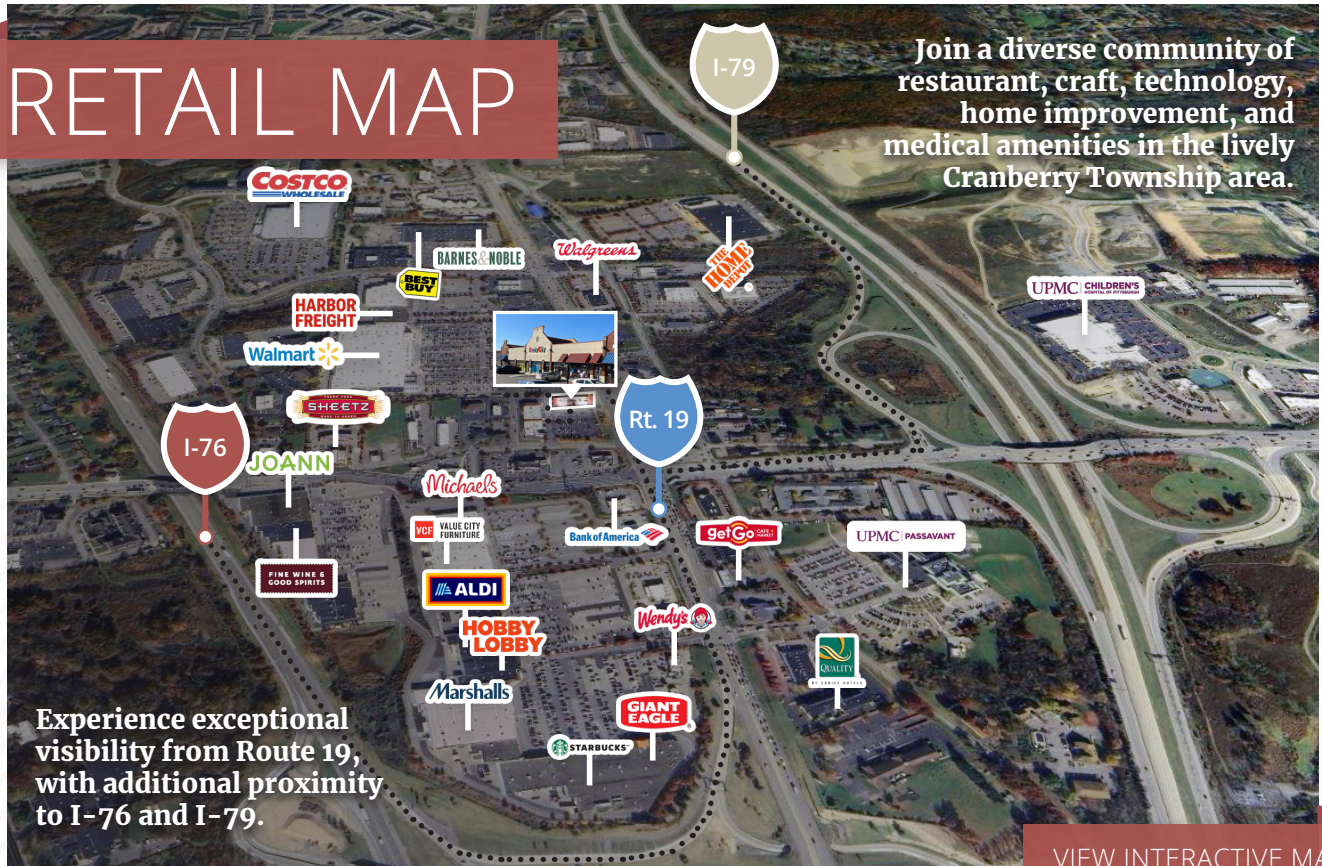 RETAIL MAP
I-79
Join a diverse community of
restaurant, craft, technology,
home improvement, and
medical amenities in the lively
Cranberry Township area.
COSTCO
WHOLESALE
BARNES&NOBLE
Walgreens
BEST
BUY
THE
HOME
DEPOT
UPMC CHILDREN'S
HOSPITAL OF PITTSBURGH
HARBOR
FREIGHT
Walmart
SHEETZ
I-76
Rt. 19
JOANN
Michaels
VCF VALUE CITY
FURNITURE
Bank of America
getGo CAFE +
MARKET
UPMC PASSAVANT
FINE WINE &
GOOD SPIRITS
ALDI
HOBBY
LOBBY
Wendy's
QUALITY
BY CHOICE HOTELS
Marshalls
GIANT
EAGLE
STARBUCKS
Experience exceptional
visibility from Route 19,
with additional proximity
to I-76 and I-79.
VIEW INTERACTIVE MA